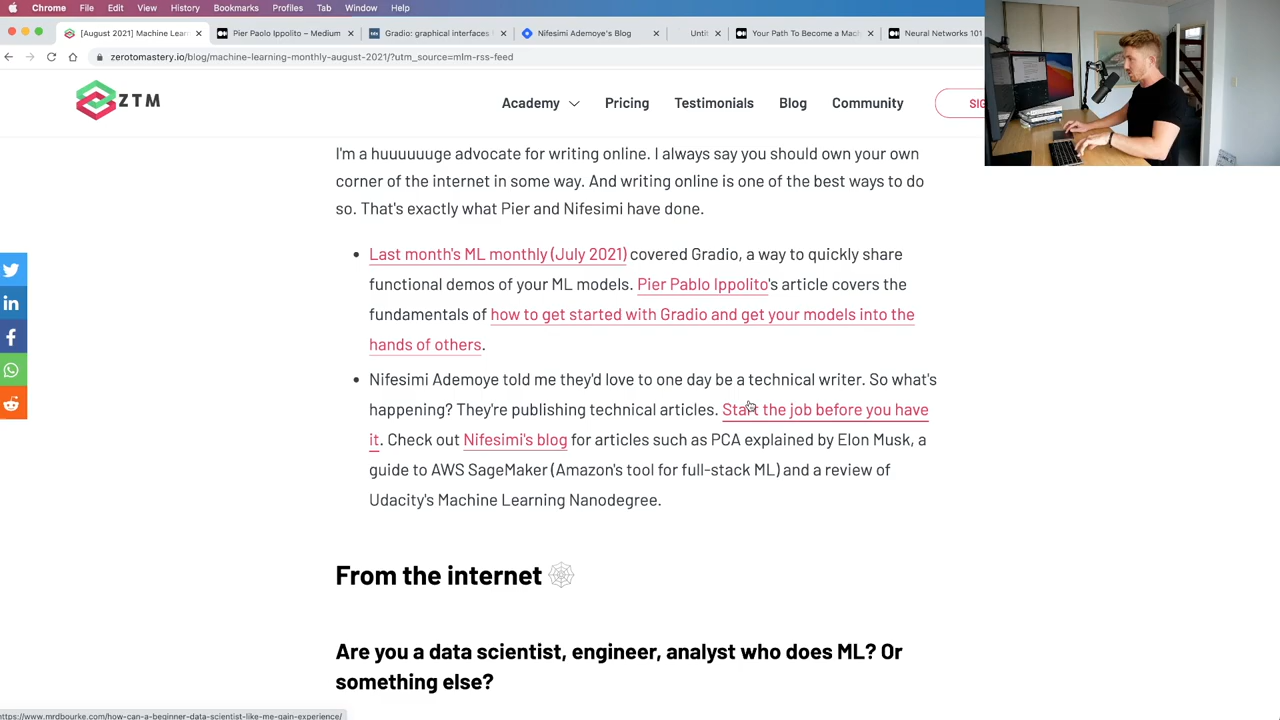 Chrome File Edit View History Bookmarks Profiles Tab Window Help
[August 2021] Machine Lear
Pier Paolo Ippolito – Medium
Gradio: graphical interfaces
Nifesimi Ademoye's Blog
Untit
Your Path To Become a Mach
Neural Networks 101
zerotomastery.io/blog/machine-learning-monthly-august-2021/?utm_source=mlm-rss-feed
ZTM
Academy
Pricing
Testimonials
Blog
Community
SIG
I'm a huuuuuuge advocate for writing online. I always say you should own your own
corner of the internet in some way. And writing online is one of the best ways to do
so. That's exactly what Pier and Nifesimi have done.
Last month's ML monthly (July 2021) covered Gradio, a way to quickly share
functional demos of your ML models. Pier Pablo Ippolito's article covers the
fundamentals of how to get started with Gradio and get your models into the
hands of others.
Nifesimi Ademoye told me they'd love to one day be a technical writer. So what's
happening? They're publishing technical articles. Start the job before you have
it. Check out Nifesimi's blog for articles such as PCA explained by Elon Musk, a
guide to AWS SageMaker (Amazon's tool for full-stack ML) and a review of
Udacity's Machine Learning Nanodegree.
From the internet
Are you a data scientist, engineer, analyst who does ML? Or
something else?
https://www.mrdbourke.com/how-can-a-beginner-data-scientist-like-me-gain-experience/